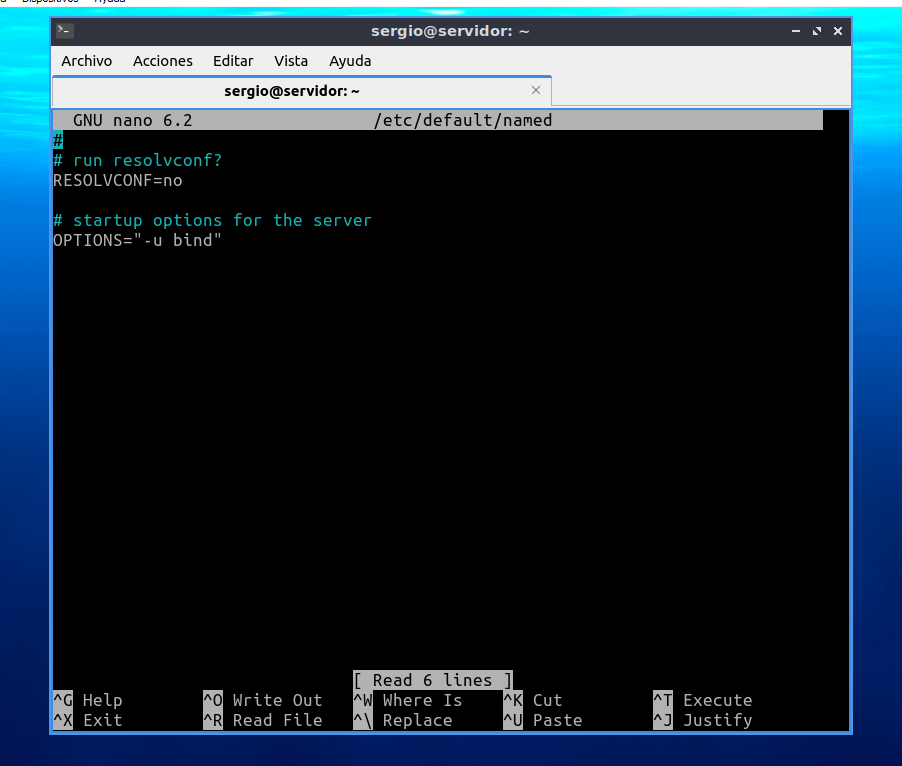 Dispositivos Ayuda
sergio@servidor: ~
Archivo Acciones Editar Vista Ayuda
sergio@servidor: ~
GNU nano 6.2 /etc/default/named
#
# run resolvconf?
RESOLVCONF=no
# startup options for the server
OPTIONS="-u bind"
[ Read 6 lines ]
^G Help ^O Write Out ^W Where Is ^K Cut ^T Execute
^X Exit ^R Read File ^\ Replace ^U Paste ^J Justify